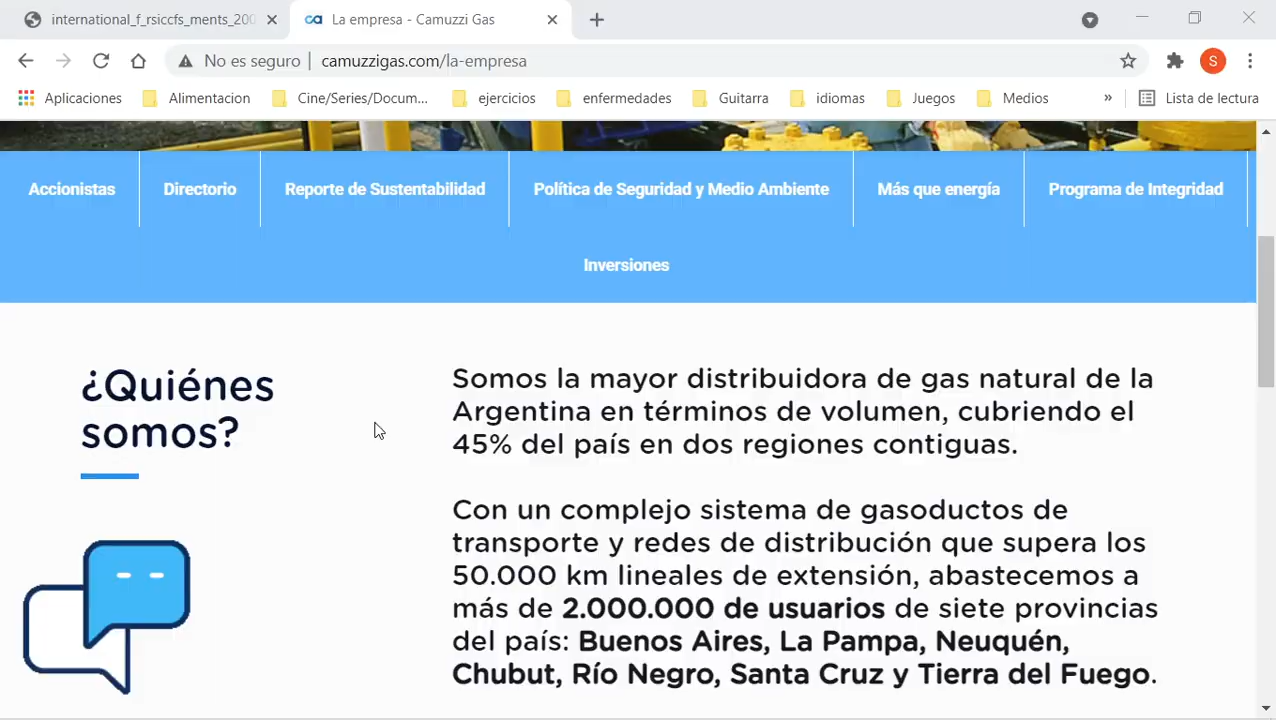 international_f_rsiccfs_ments_200
La empresa - Camuzzi Gas
No es seguro
camuzzigas.com/la-empresa
S
Aplicaciones
Alimentacion
Cine/Series/Docum...
ejercicios
enfermedades
Guitarra
idiomas
Juegos
Medios
»
Lista de lectura
Accionistas
Directorio
Reporte de Sustentabilidad
Política de Seguridad y Medio Ambiente
Más que energía
Programa de Integridad
Inversiones
¿Quiénes
somos?
Somos la mayor distribuidora de gas natural de la
Argentina en términos de volumen, cubriendo el
45% del país en dos regiones contiguas.
Con un complejo sistema de gasoductos de
transporte y redes de distribución que supera los
50.000 km lineales de extensión, abastecemos a
más de 2.000.000 de usuarios de siete provincias
del país: Buenos Aires, La Pampa, Neuquén,
Chubut, Río Negro, Santa Cruz y Tierra del Fuego.